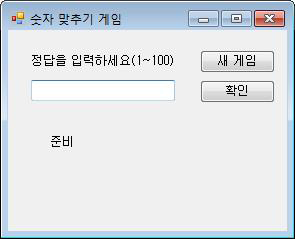 숫자 맞추기 게임
정답을 입력하세요(1~100)
새 게임
확인
준비